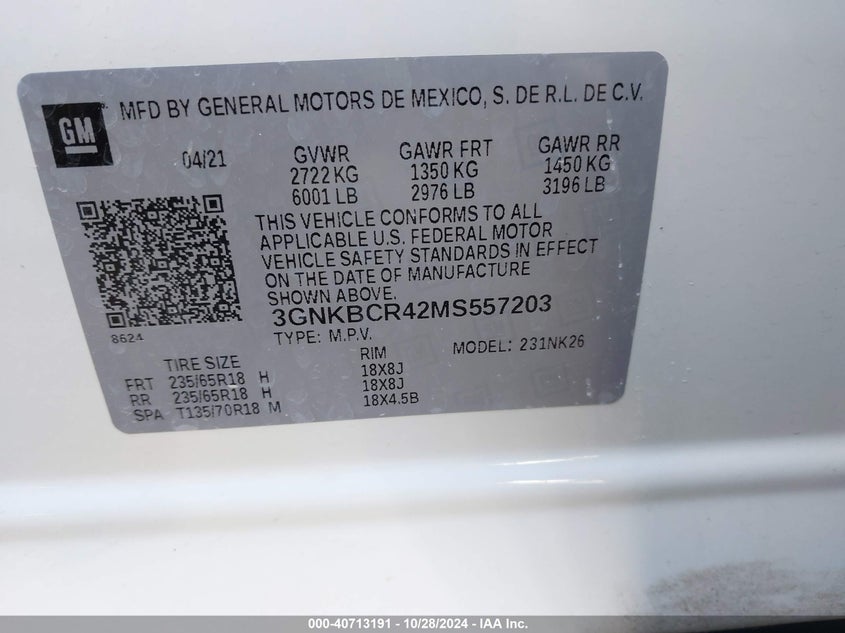 GM
MFD BY GENERAL MOTORS DE MEXICO, S. DE R.L. DE C.V.
04/21 GVWR GAWR FRT GAWR RR
2722 KG 1350 KG 1450 KG
6001 LB 2976 LB 3196 LB
THIS VEHICLE CONFORMS TO ALL
APPLICABLE U.S. FEDERAL MOTOR
VEHICLE SAFETY STANDARDS IN EFFECT
ON THE DATE OF MANUFACTURE
SHOWN ABOVE.
3GNKBCR42MS557203
8624 TYPE: M.P.V. MODEL: 231NK26
TIRE SIZE RIM
FRT 235/65R18 H 18X8J
RR 235/65R18 H 18X8J
SPA T135/70R18 M 18X4.5B
000-40713191 - 10/28/2024 - IAA Inc.